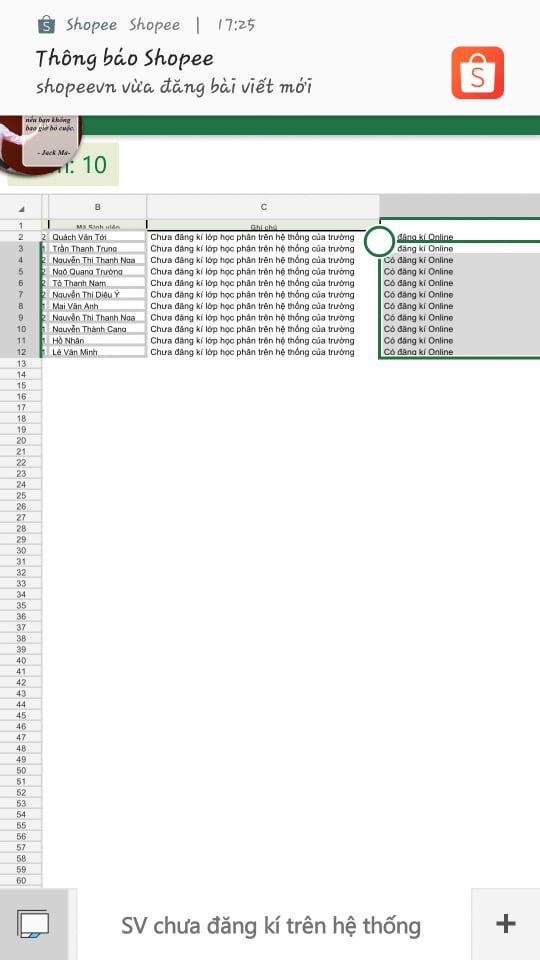 Shopee Shopee | 17:25
Thông báo Shopee
shopeevn vừa đăng bài viết mới
nếu bạn không
bao giờ bỏ cuộc.
- Jack Ma-
: 10
B C
1 Mã Sinh viên Ghi chú
2 2 Quách Văn Tới Chưa đăng kí lớp học phần trên hệ thống của trường đăng kí Online
3 1 Trần Thanh Trung Chưa đăng kí lớp học phần trên hệ thống của trường đăng kí Online
4 2 Nguyễn Thị Thanh Nga Chưa đăng kí lớp học phần trên hệ thống của trường Có đăng kí Online
5 2 Ngô Quang Trường Chưa đăng kí lớp học phần trên hệ thống của trường Có đăng kí Online
6 2 Tô Thanh Nam Chưa đăng kí lớp học phần trên hệ thống của trường Có đăng kí Online
7 2 Nguyễn Thị Diệu Ý Chưa đăng kí lớp học phần trên hệ thống của trường Có đăng kí Online
8 1 Mai Văn Anh Chưa đăng kí lớp học phần trên hệ thống của trường Có đăng kí Online
9 2 Nguyễn Thị Thanh Nga Chưa đăng kí lớp học phần trên hệ thống của trường Có đăng kí Online
10 1 Nguyễn Thành Cang Chưa đăng kí lớp học phần trên hệ thống của trường Có đăng kí Online
11 1 Hồ Nhân Chưa đăng kí lớp học phần trên hệ thống của trường Có đăng kí Online
12 1 Lê Văn Minh Chưa đăng kí lớp học phần trên hệ thống của trường Có đăng kí Online
13
14
15
16
17
18
19
20
21
22
23
24
25
26
27
28
29
30
31
32
33
34
35
36
37
38
39
40
41
42
43
44
45
46
47
48
49
50
51
52
53
54
55
56
57
58
59
60
SV chưa đăng kí trên hệ thống
+